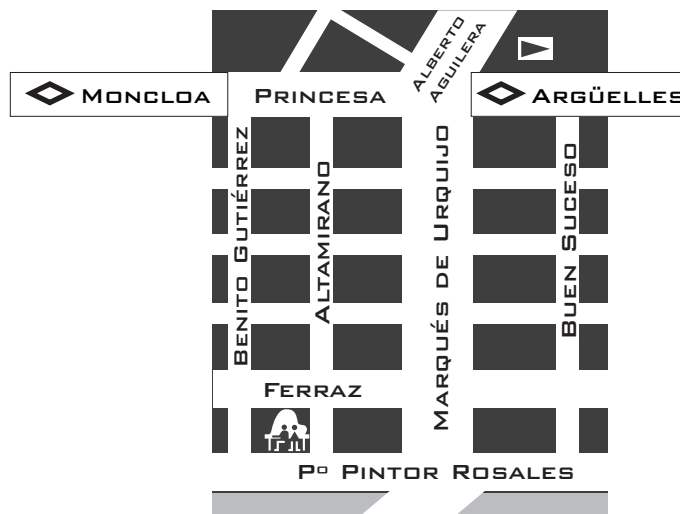 ALBERTO
AGUILERA
MONCLOA
PRINCESA
ARGÜELLES
BENITO GUTIÉRREZ
ALTAMIRANO
MARQUÉS DE URQUIJO
BUEN SUCESO
FERRAZ
Pº PINTOR ROSALES